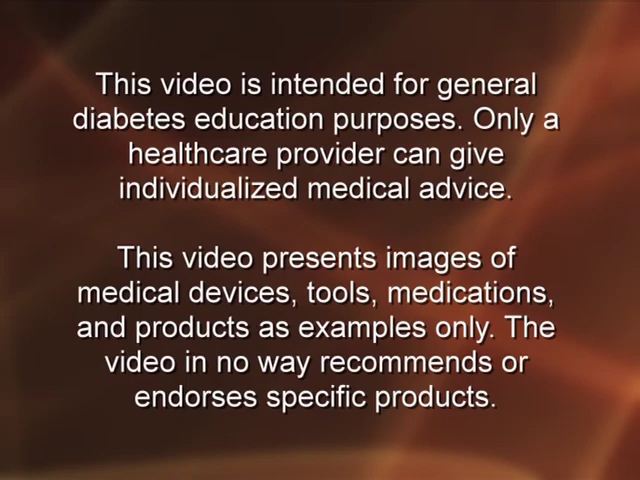 This video is intended for general
diabetes education purposes. Only a
healthcare provider can give
individualized medical advice.
This video presents images of
medical devices, tools, medications,
and products as examples only. The
video in no way recommends or
endorses specific products.